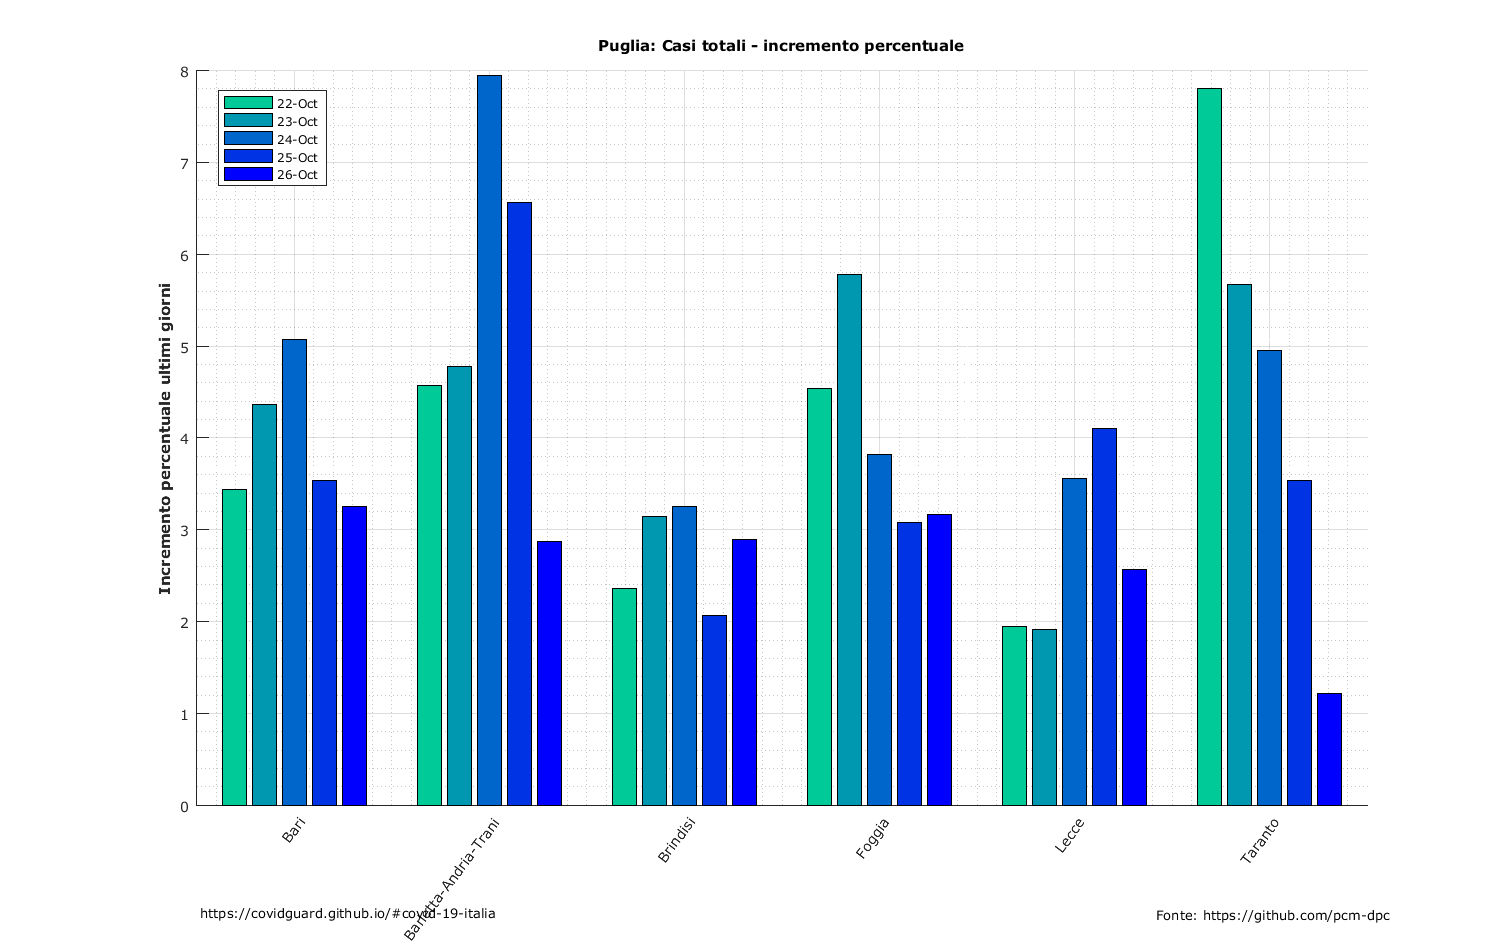 Puglia: Casi totali - incremento percentuale
Incremento percentuale ultimi giorni
8
7
6
5
4
3
2
1
0
22-Oct
23-Oct
24-Oct
25-Oct
26-Oct
Bari
Barletta-Andria-Trani
Brindisi
Foggia
Lecce
Taranto
https://covidguard.github.io/#covid-19-italia
Fonte: https://github.com/pcm-dpc